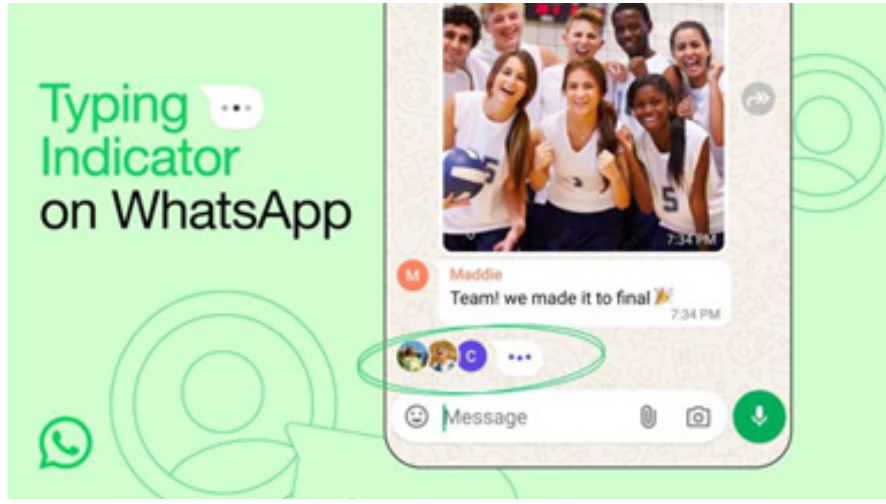 Typing
Indicator
on WhatsApp
7:34 PM
M
Maddie
Team! we made it to final 🎉
7:34 PM
C
Message